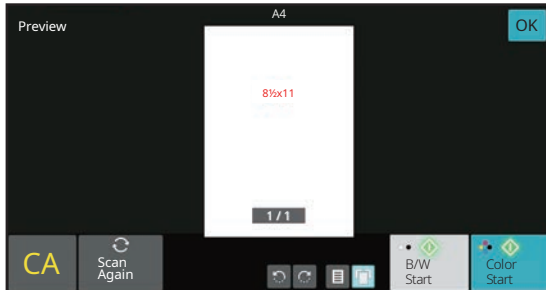 A4
Preview
OK
8½x11
1 / 1
CA
Scan
Again
B/W
Start
Color
Start